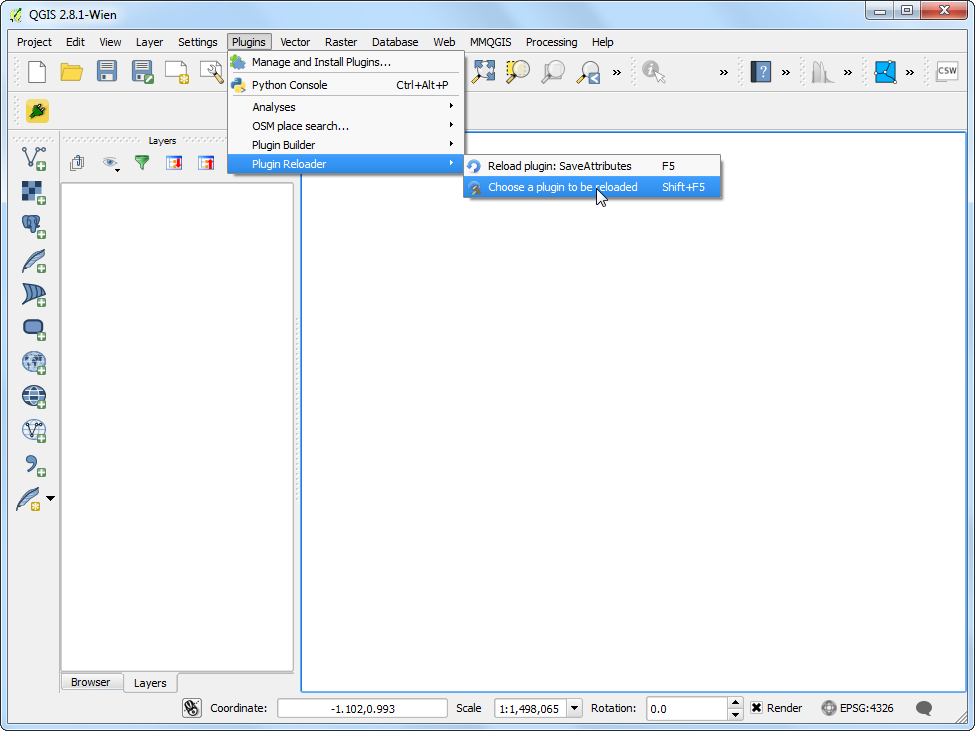 QGIS 2.8.1-Wien
Project Edit View Layer Settings Plugins Vector Raster Database Web MMQGIS Processing Help
Manage and Install Plugins...
Python Console Ctrl+Alt+P
Analyses
OSM place search...
Plugin Builder
Plugin Reloader
Reload plugin: SaveAttributes F5
Choose a plugin to be reloaded Shift+F5
» » » »
?
CSW
Layers
Browser Layers
Coordinate: -1.102,0.993 Scale 1:1,498,065 Rotation: 0.0 Render EPSG:4326